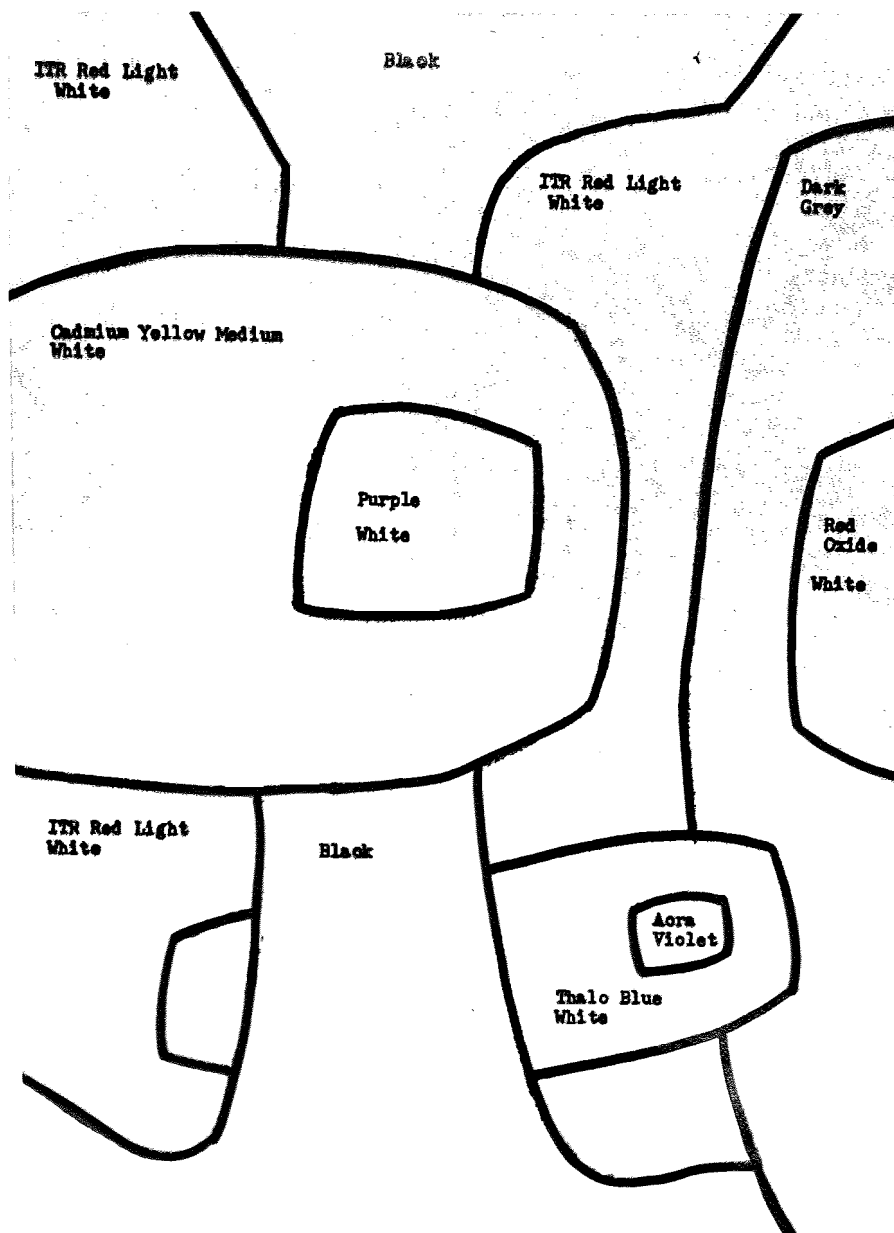 ITR Red Light
White
Black
ITR Red Light
White
Dark
Grey
Cadmium Yellow Medium
White
Purple
White
Red
Oxide
White
ITR Red Light
White
Black
Acra
Violet
Thalo Blue
White